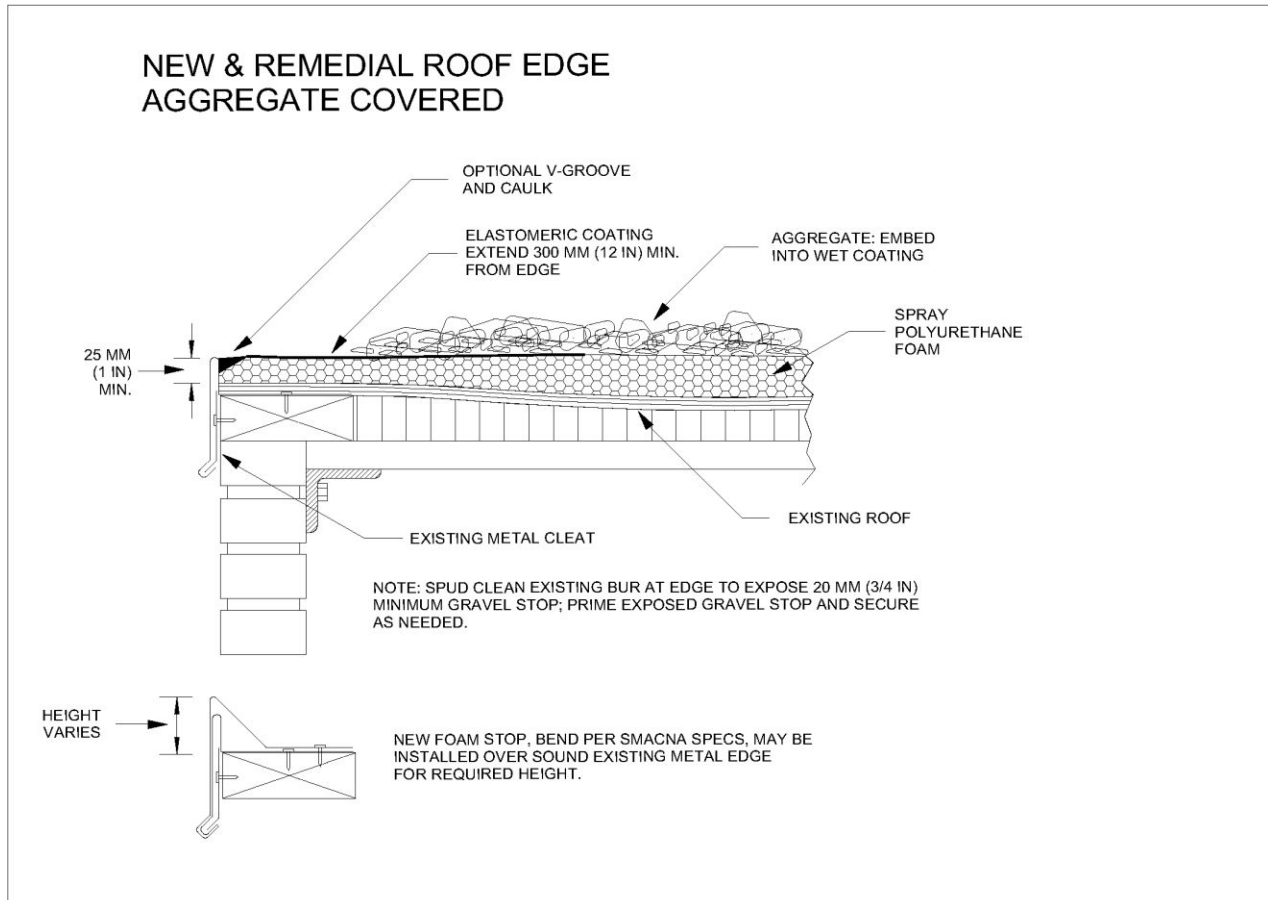 NEW & REMEDIAL ROOF EDGE
AGGREGATE COVERED
OPTIONAL V-GROOVE
AND CAULK
ELASTOMERIC COATING
EXTEND 300 MM (12 IN) MIN.
FROM EDGE
AGGREGATE: EMBED
INTO WET COATING
SPRAY
POLYURETHANE
FOAM
25 MM
(1 IN)
MIN.
EXISTING ROOF
EXISTING METAL CLEAT
NOTE: SPUD CLEAN EXISTING BUR AT EDGE TO EXPOSE 20 MM (3/4 IN)
MINIMUM GRAVEL STOP; PRIME EXPOSED GRAVEL STOP AND SECURE
AS NEEDED.
HEIGHT
VARIES
NEW FOAM STOP, BEND PER SMACNA SPECS, MAY BE
INSTALLED OVER SOUND EXISTING METAL EDGE
FOR REQUIRED HEIGHT.